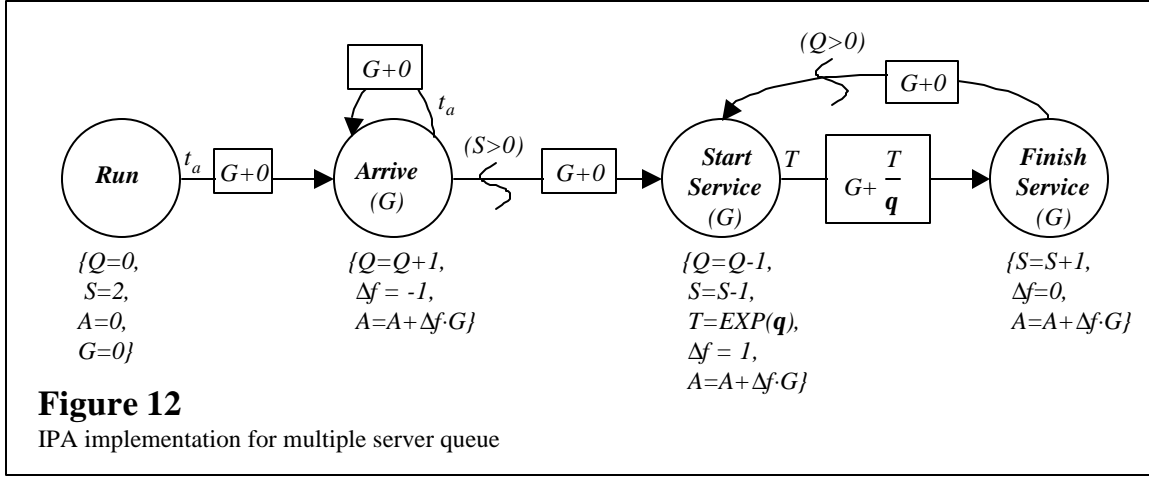 (Q>0)
G+0
G+0
t_a
(S>0)
Run
t_a
G+0
Arrive
(G)
G+0
Start
Service
(G)
T
G+ T/q
Finish
Service
(G)
{Q=0,
S=2,
A=0,
G=0}
{Q=Q+1,
Δf = -1,
A=A+Δf·G}
{Q=Q-1,
S=S-1,
T=EXP(q),
Δf = 1,
A=A+Δf·G}
{S=S+1,
Δf=0,
A=A+Δf·G}
Figure 12
IPA implementation for multiple server queue